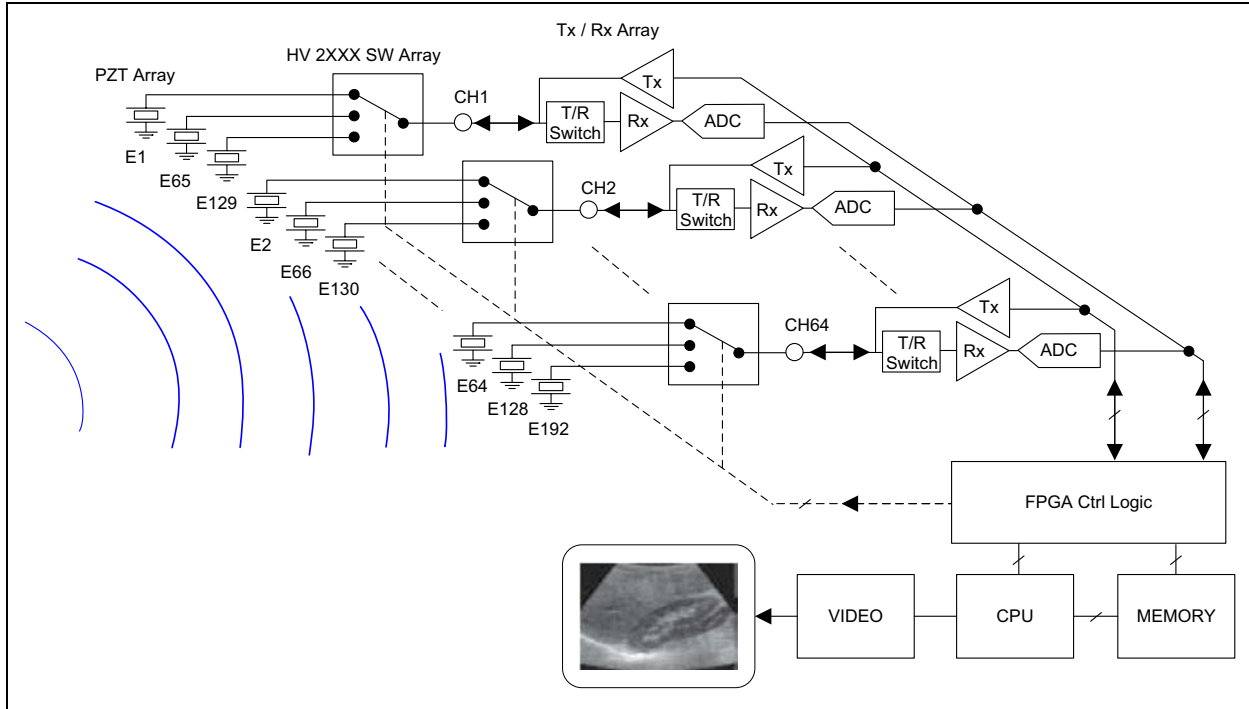 Tx / Rx Array
HV 2XXX SW Array
PZT Array
Tx
CH1
T/R
Switch
Rx
ADC
E1
E65
E129
Tx
CH2
T/R
Switch
Rx
ADC
E2
E66
E130
Tx
CH64
T/R
Switch
Rx
ADC
E64
E128
E192
FPGA Ctrl Logic
VIDEO
CPU
MEMORY